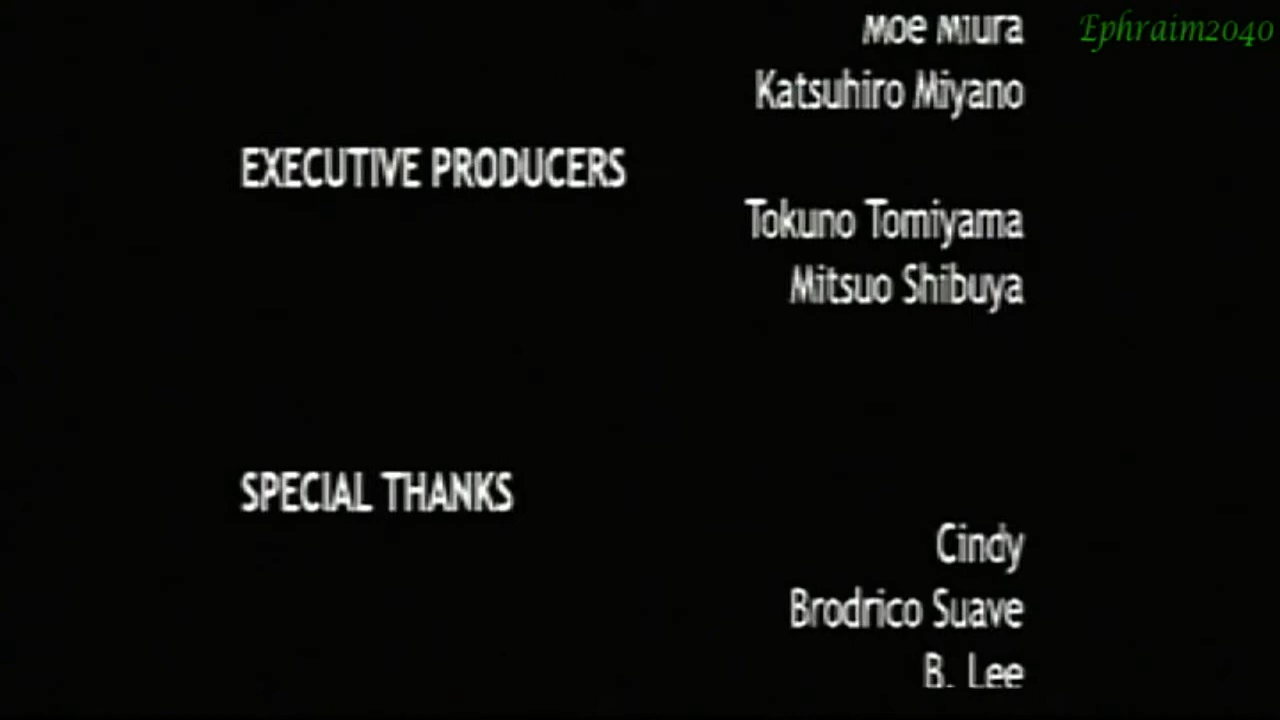 Moe Miura
Ephraim2040
Katsuhiro Miyano
EXECUTIVE PRODUCERS
Tokuno Tomiyama
Mitsuo Shibuya
SPECIAL THANKS
Cindy
Brodrico Suave
B. Lee